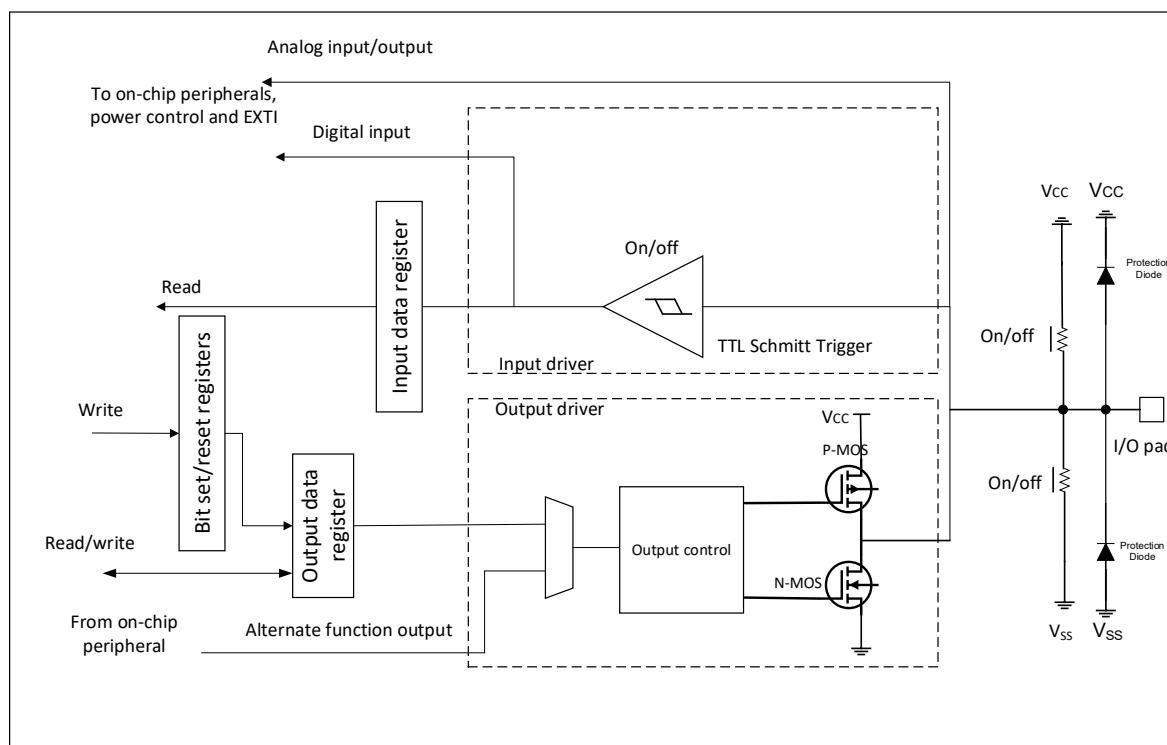 Analog input/output
To on-chip peripherals,
power control and EXTI
Digital input
On/off
Read
Input data register
TTL Schmitt Trigger
Input driver
Bit set/reset registers
Write
Output driver
Vcc
P-MOS
Output data
register
Output control
Read/write
N-MOS
From on-chip
peripheral
Alternate function output
Vcc
VCC
Protection
Diode
On/off
I/O pad
On/off
Protection
Diode
VSS
VSS